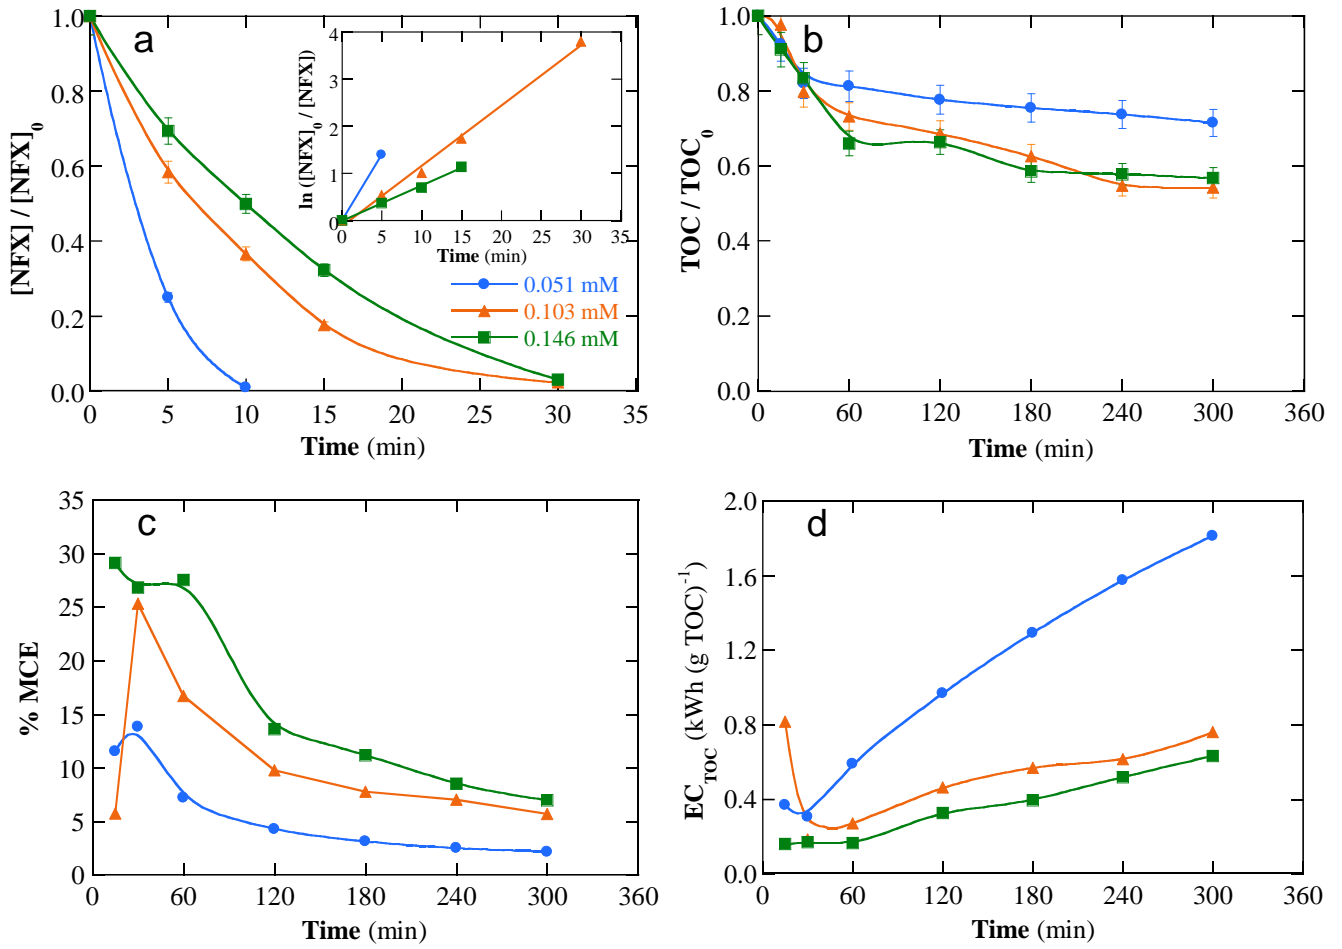 a
[NFX] / [NFX]0
1.0
0.8
0.6
0.4
0.2
0.0
0 5 10 15 20 25 30 35
Time (min)
ln ([NFX]0 / [NFX])
4
3
2
1
0
0 5 10 15 20 25 30 35
Time (min)
0.051 mM
0.103 mM
0.146 mM
b
TOC / TOC0
1.0
0.8
0.6
0.4
0.2
0.0
0 60 120 180 240 300 360
Time (min)
c
% MCE
35
30
25
20
15
10
5
0
0 60 120 180 240 300 360
Time (min)
d
ECTOC (kWh (g TOC)-1
2.0
1.6
1.2
0.8
0.4
0.0
0 60 120 180 240 300 360
Time (min)